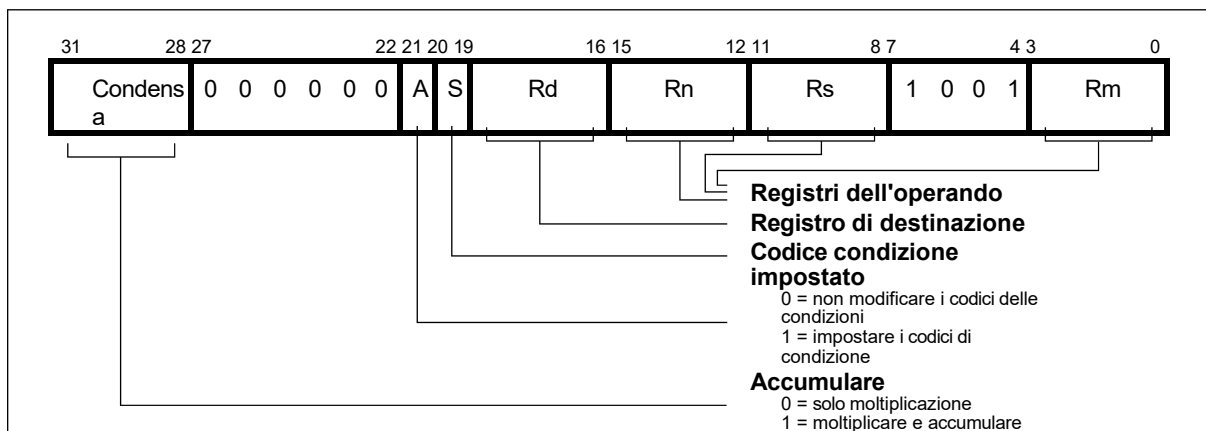 31 28 27 22 21 20 19 16 15 12 11 8 7 4 3 0
Condens 0 0 0 0 0 0 A S Rd Rn Rs 1 0 0 1 Rm
a
Registri dell'operando
Registro di destinazione
Codice condizione
impostato
0 = non modificare i codici delle
condizioni
1 = impostare i codici di
condizione
Accumulare
0 = solo moltiplicazione
1 = moltiplicare e accumulare